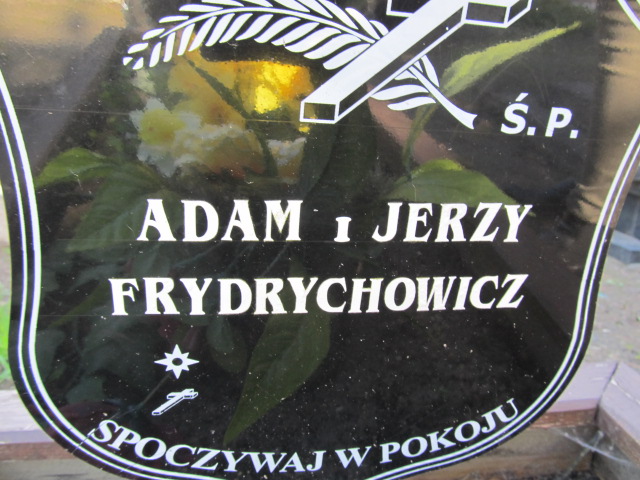 Ś.P.
ADAM i JERZY
FRYDRYCHOWICZ
SPOCZYWAJ W POKOJU